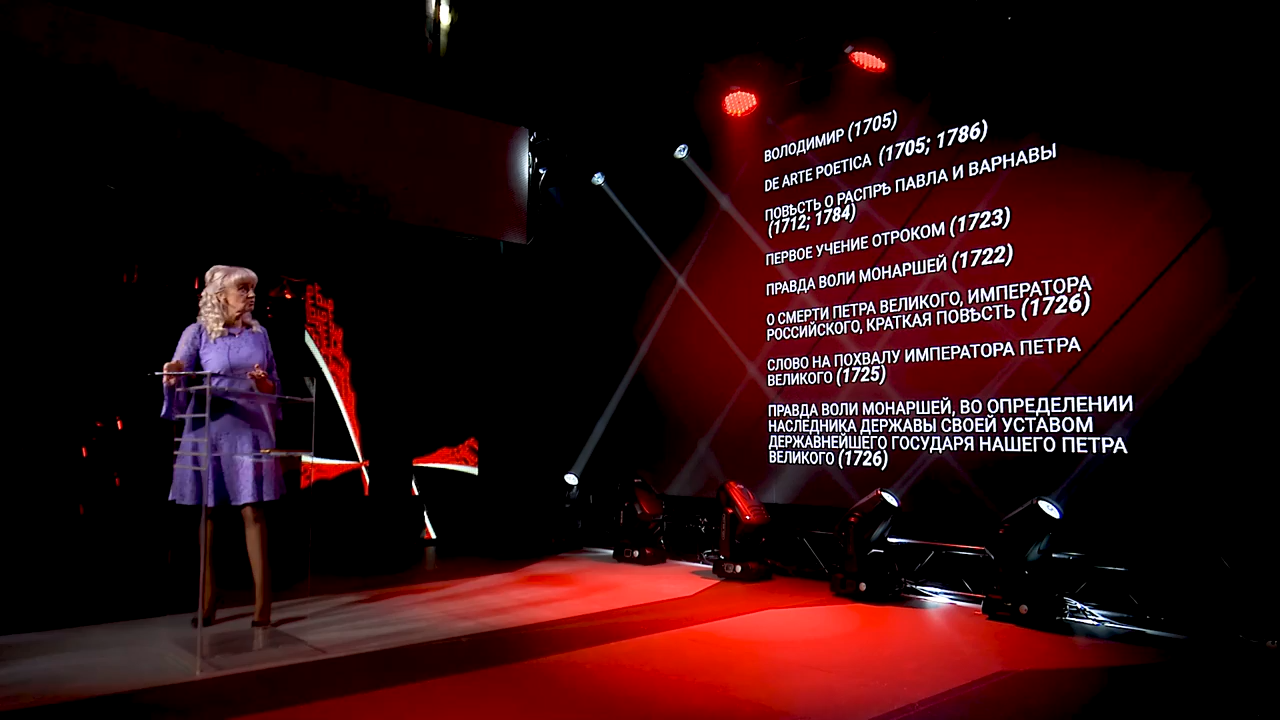 ВОЛОДИМИР (1705)
DE ARTE POETICA (1705; 1786)
ПОВѢСТЬ О РАСПРѢ ПАВЛА И ВАРНАВЫ
(1712; 1784)
ПЕРВОЕ УЧЕНИЕ ОТРОКОМ (1723)
ПРАВДА ВОЛИ МОНАРШЕЙ (1722)
О СМЕРТИ ПЕТРА ВЕЛИКОГО, ИМПЕРАТОРА
РОССИЙСКОГО, КРАТКАЯ ПОВѢСТЬ (1726)
СЛОВО НА ПОХВАЛУ ИМПЕРАТОРА ПЕТРА
ВЕЛИКОГО (1725)
ПРАВДА ВОЛИ МОНАРШЕЙ, ВО ОПРЕДЕЛЕНИИ
НАСЛЕДНИКА ДЕРЖАВЫ СВОЕЙ УСТАВОМ
ДЕРЖАВНЕЙШЕГО ГОСУДАРЯ НАШЕГО ПЕТРА
ВЕЛИКОГО (1726)